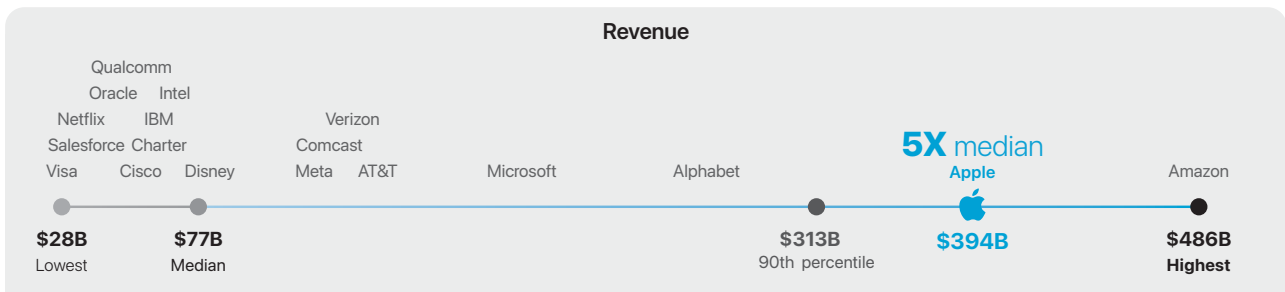 Revenue
Qualcomm
Oracle Intel
Netflix IBM Verizon
Salesforce Charter Comcast 5X median
Visa Cisco Disney Meta AT&T Microsoft Alphabet Apple Amazon
$28B $77B $313B $394B $486B
Lowest Median 90th percentile Highest